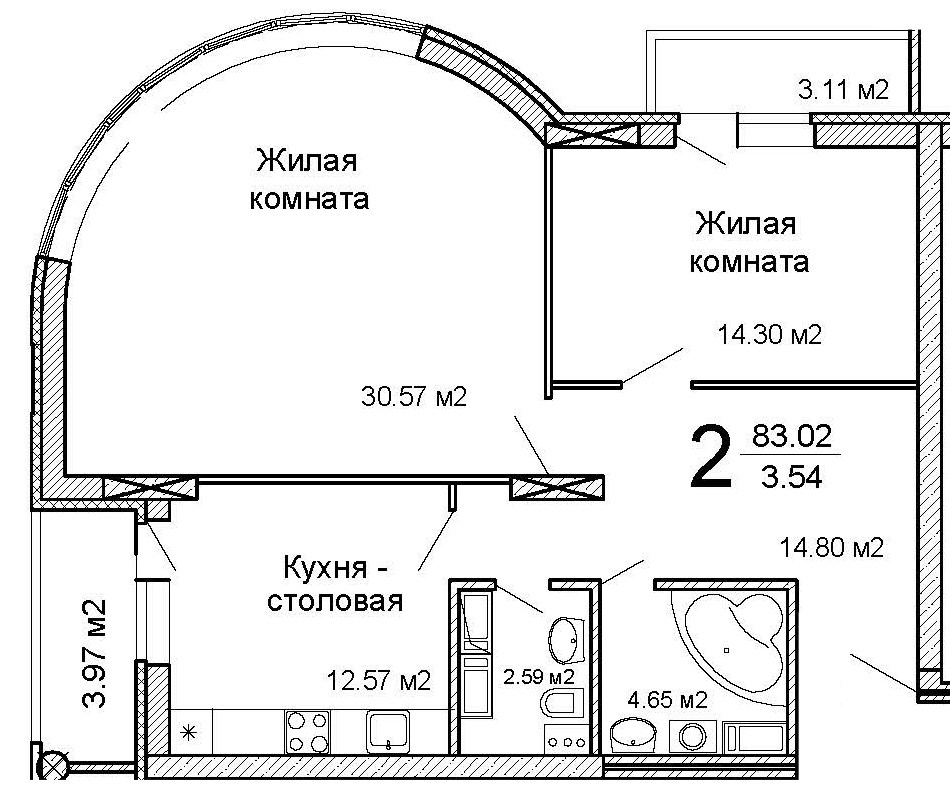 3.11 м2
Жилая
комната
Жилая
комната
14.30 м2
30.57 м2
2 83.02
3.54
14.80 м2
Кухня -
столовая
3.97 м2
12.57 м2
2.59 м2
4.65 м2